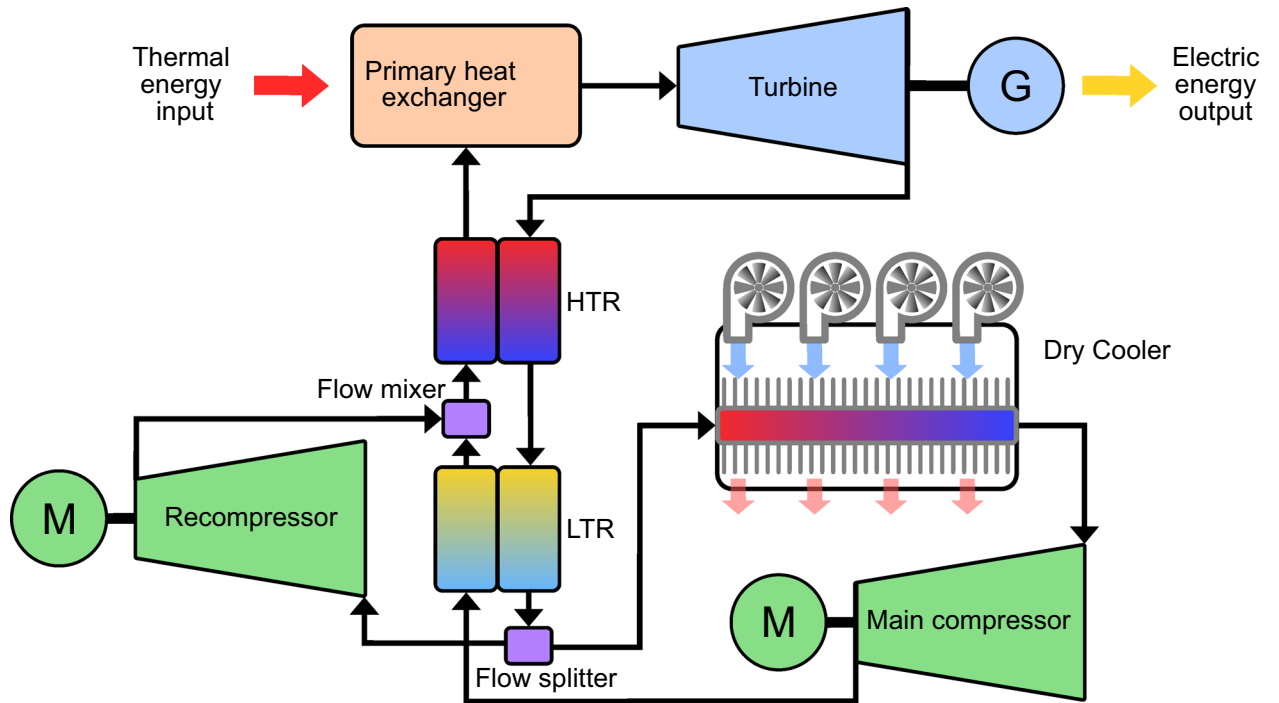 Thermal
energy
input
Primary heat
exchanger
Turbine
G
Electric
energy
output
HTR
Dry Cooler
Flow mixer
M
Recompressor
LTR
M
Main compressor
Flow splitter